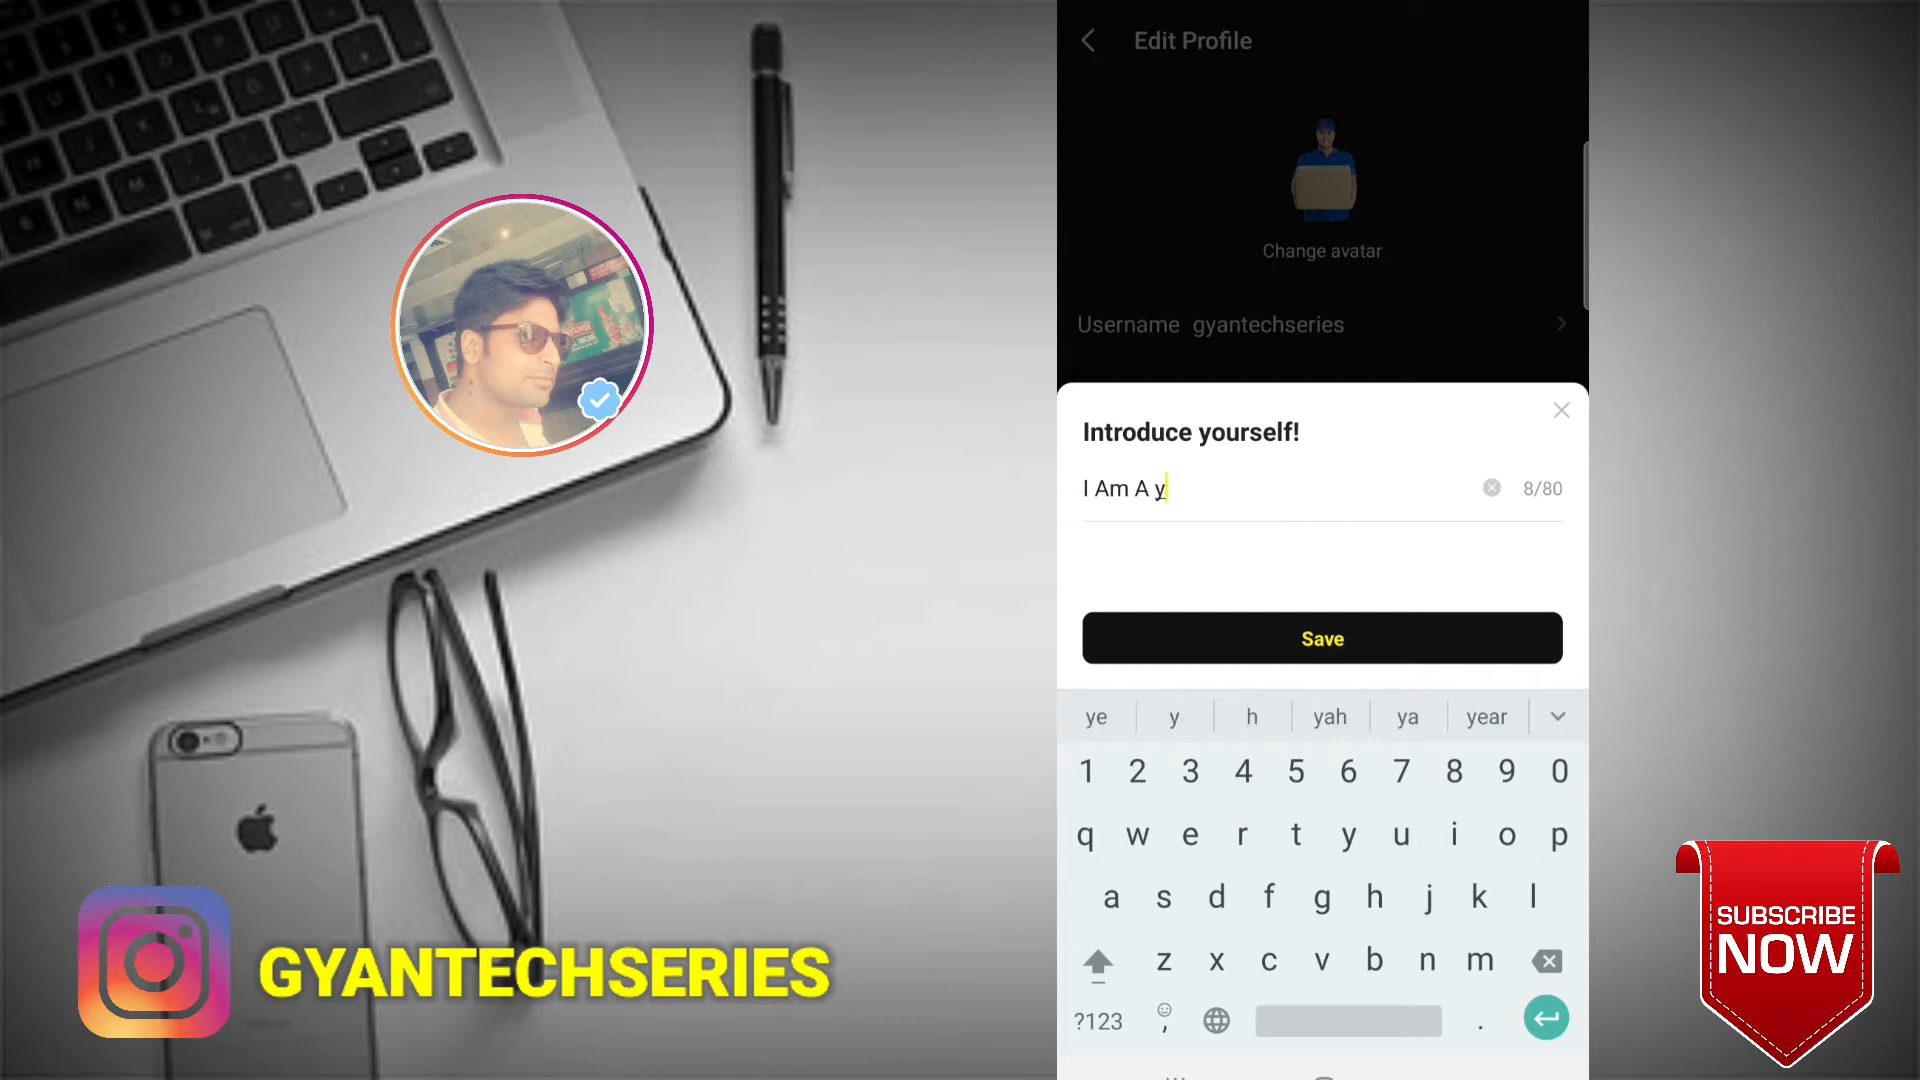 Edit Profile
Change avatar
Username gyantechseries
Introduce yourself!
I Am A y
8/80
Save
ye y h yah ya year
1 2 3 4 5 6 7 8 9 0
q w e r t y u i o p
a s d f g h j k l
z x c v b n m
?123 , .
GYANTECHSERIES
SUBSCRIBE
NOW